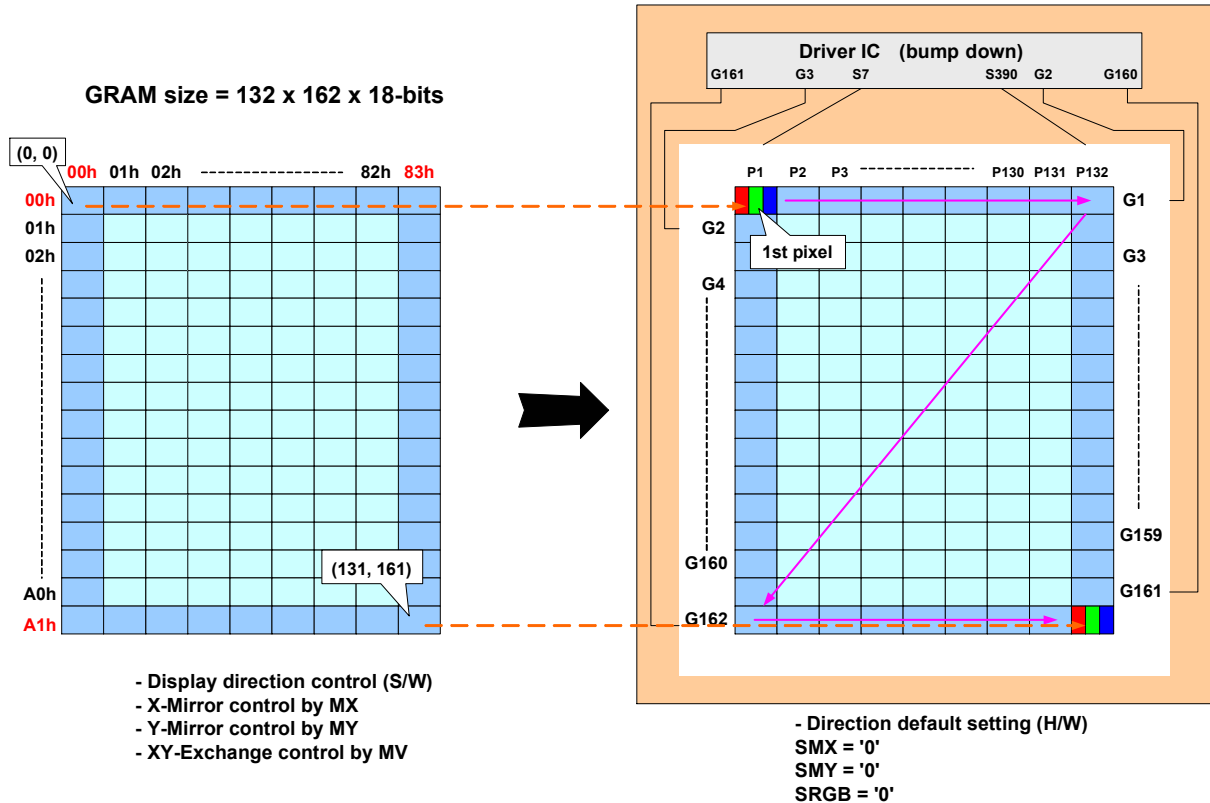 GRAM size = 132 x 162 x 18-bits
(0, 0)
00h 01h 02h 82h 83h
00h
01h
02h
A0h
A1h
(131, 161)
- Display direction control (S/W)
- X-Mirror control by MX
- Y-Mirror control by MY
- XY-Exchange control by MV
Driver IC (bump down)
G161 G3 S7 S390 G2 G160
P1 P2 P3 P130 P131 P132
G1
G2
1st pixel
G3
G4
G159
G160
G161
G162
- Direction default setting (H/W)
SMX = '0'
SMY = '0'
SRGB = '0'